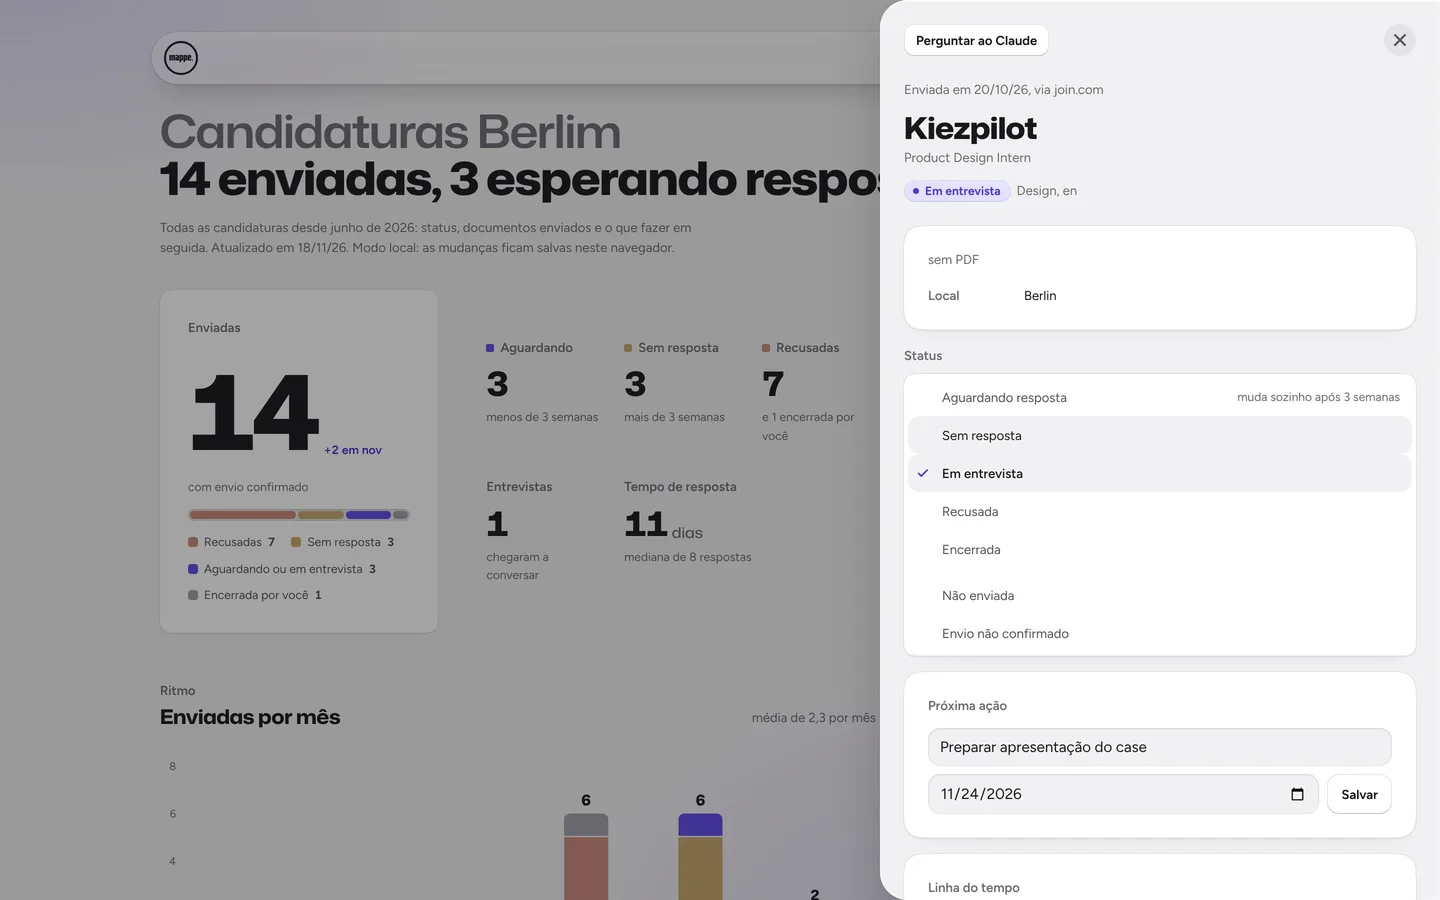 mappe.
Candidaturas Berlim
14 enviadas, 3 esperando respos
Todas as candidaturas desde junho de 2026: status, documentos enviados e o que fazer em
seguida. Atualizado em 18/11/26. Modo local: as mudanças ficam salvas neste navegador.
Enviadas
14
+2 em nov
com envio confirmado
Recusadas 7
Sem resposta 3
Aguardando ou em entrevista 3
Encerrada por você 1
Aguardando
3
menos de 3 semanas
Sem resposta
3
mais de 3 semanas
Recusadas
7
e 1 encerrada por
você
Entrevistas
1
chegaram a
conversar
Tempo de resposta
11 dias
mediana de 8 respostas
Ritmo
Enviadas por mês
média de 2,3 por mês
8
6
4
6
6
2
Perguntar ao Claude
Enviada em 20/10/26, via join.com
Kiezpilot
Product Design Intern
Em entrevista
Design, en
sem PDF
Local
Berlin
Status
Aguardando resposta
muda sozinho após 3 semanas
Sem resposta
Em entrevista
Recusada
Encerrada
Não enviada
Envio não confirmado
Próxima ação
Preparar apresentação do case
11/24/2026
Salvar
Linha do tempo